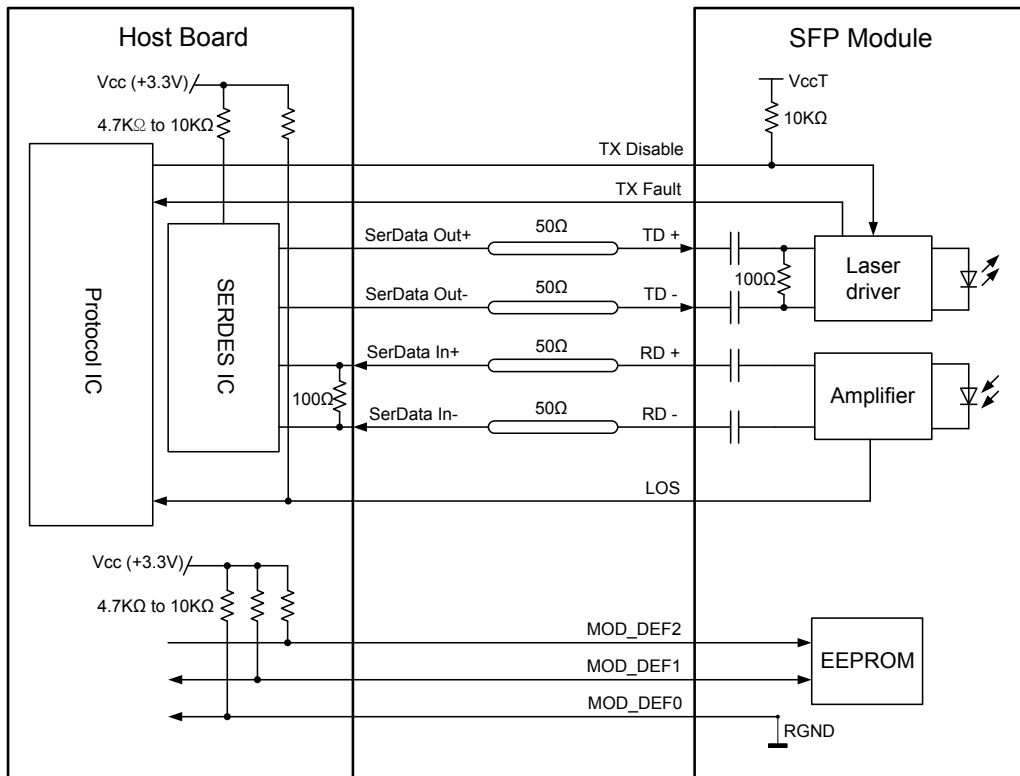 Host Board
SFP Module
Vcc (+3.3V)
4.7KΩ to 10KΩ
VccT
10KΩ
TX Disable
TX Fault
Protocol IC
SERDES IC
SerData Out+
50Ω
TD +
SerData Out-
50Ω
TD -
100Ω
Laser
driver
SerData In+
50Ω
RD +
100Ω
SerData In-
50Ω
RD -
Amplifier
LOS
Vcc (+3.3V)
4.7KΩ to 10KΩ
MOD_DEF2
MOD_DEF1
MOD_DEF0
EEPROM
RGND